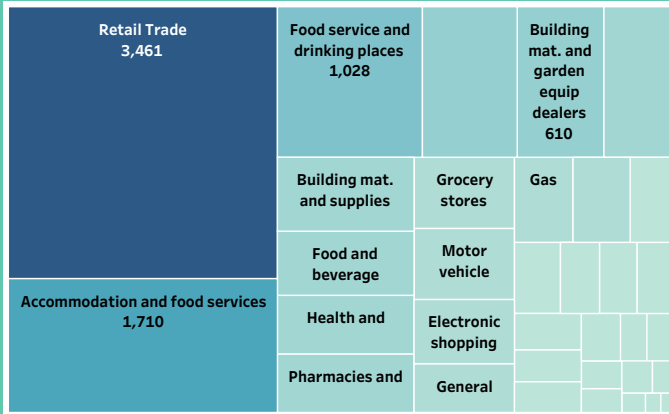 Retail Trade
3,461
Food service and
drinking places
1,028
Building
mat. and
garden
equip
dealers
610
Building mat.
and supplies
Grocery
stores
Gas
Food and
beverage
Motor
vehicle
Accommodation and food services
1,710
Health and
Electronic
shopping
Pharmacies and
General